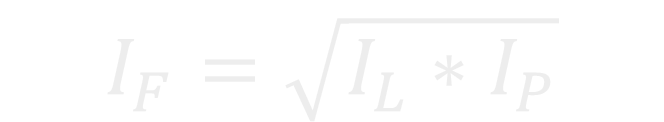 I_F = √(I_L * I_P)